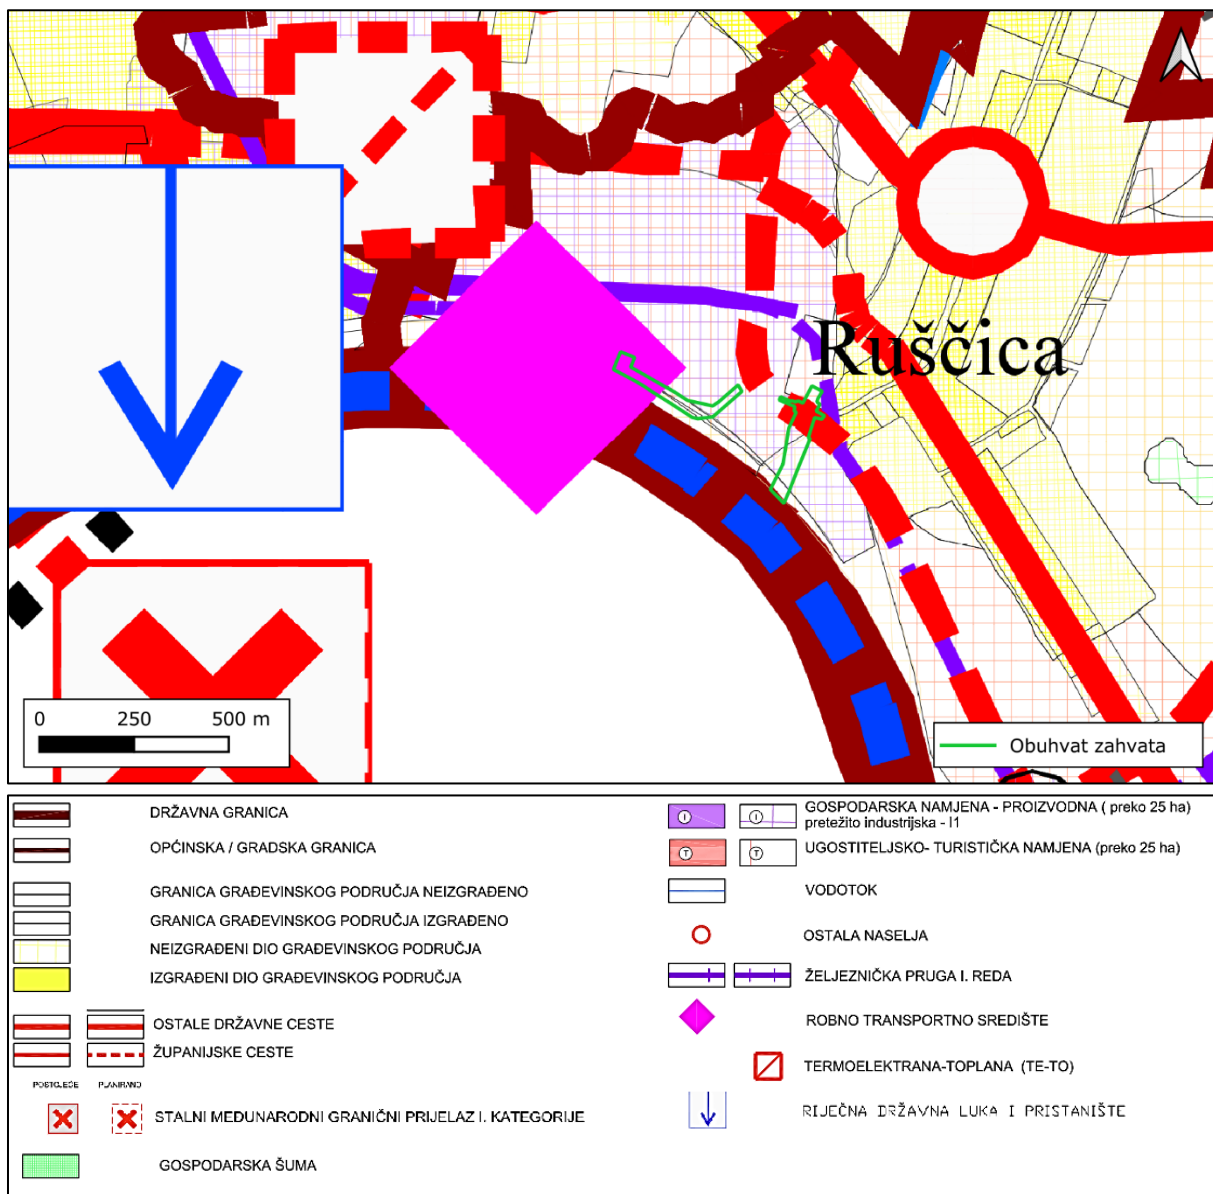 Ruščica
0 250 500 m
Obuhvat zahvata
DRŽAVNA GRANICA
OPĆINSKA / GRADSKA GRANICA
GRANICA GRAĐEVINSKOG PODRUČJA NEIZGRAĐENO
GRANICA GRAĐEVINSKOG PODRUČJA IZGRAĐENO
NEIZGRAĐENI DIO GRAĐEVINSKOG PODRUČJA
IZGRAĐENI DIO GRAĐEVINSKOG PODRUČJA
OSTALE DRŽAVNE CESTE
ŽUPANIJSKE CESTE
POSTOJEĆE PLANIRANO
STALNI MEĐUNARODNI GRANIČNI PRIJELAZ I. KATEGORIJE
GOSPODARSKA ŠUMA
I I GOSPODARSKA NAMJENA - PROIZVODNA ( preko 25 ha)
pretežito industrijska - I1
T T UGOSTITELJSKO- TURISTIČKA NAMJENA (preko 25 ha)
VODOTOK
OSTALA NASELJA
ŽELJEZNIČKA PRUGA I. REDA
ROBNO TRANSPORTNO SREDIŠTE
TERMOELEKTRANA-TOPLANA (TE-TO)
RIJEČNA DRŽAVNA LUKA I PRISTANIŠTE